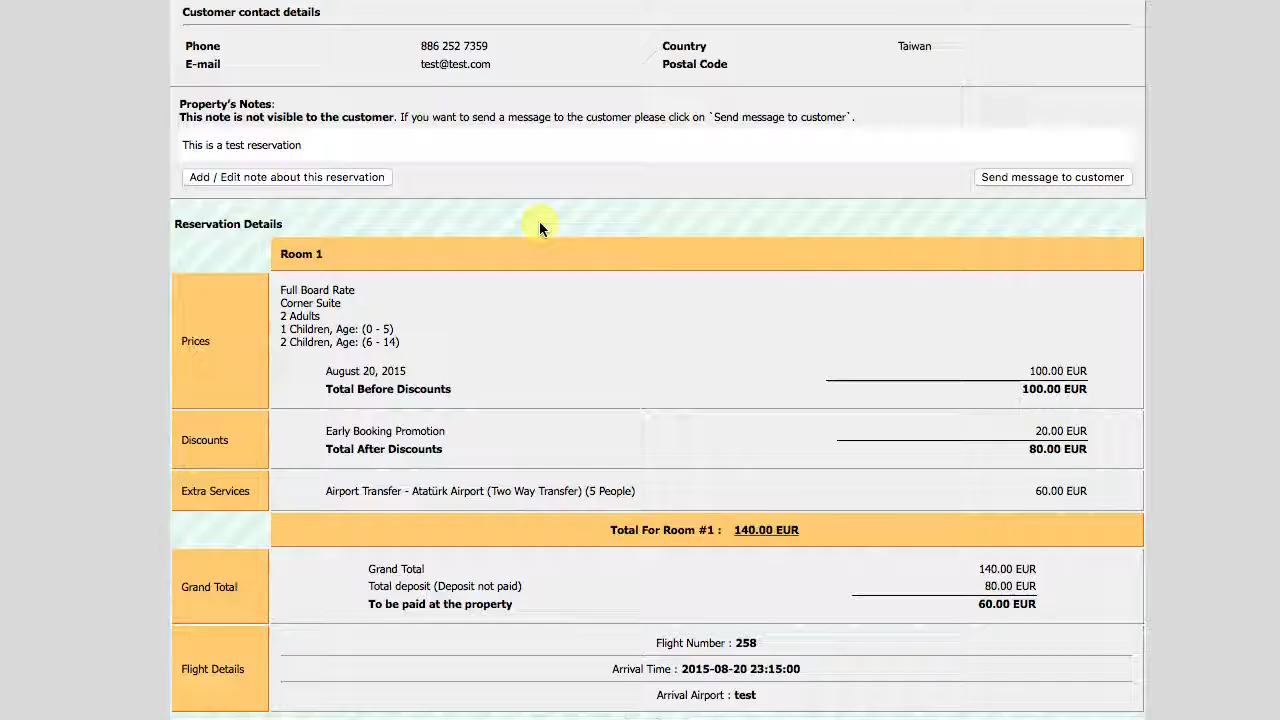 Customer contact details
Phone 886 252 7359 Country Taiwan
E-mail test@test.com Postal Code
Property's Notes:
This note is not visible to the customer. If you want to send a message to the customer please click on `Send message to customer`.
This is a test reservation
Add / Edit note about this reservation Send message to customer
Reservation Details
Room 1
Prices
Full Board Rate
Corner Suite
2 Adults
1 Children, Age: (0 - 5)
2 Children, Age: (6 - 14)
August 20, 2015 100.00 EUR
Total Before Discounts 100.00 EUR
Discounts
Early Booking Promotion 20.00 EUR
Total After Discounts 80.00 EUR
Extra Services Airport Transfer - Atatürk Airport (Two Way Transfer) (5 People) 60.00 EUR
Total For Room #1 : 140.00 EUR
Grand Total
Grand Total 140.00 EUR
Total deposit (Deposit not paid) 80.00 EUR
To be paid at the property 60.00 EUR
Flight Details
Flight Number : 258
Arrival Time : 2015-08-20 23:15:00
Arrival Airport : test